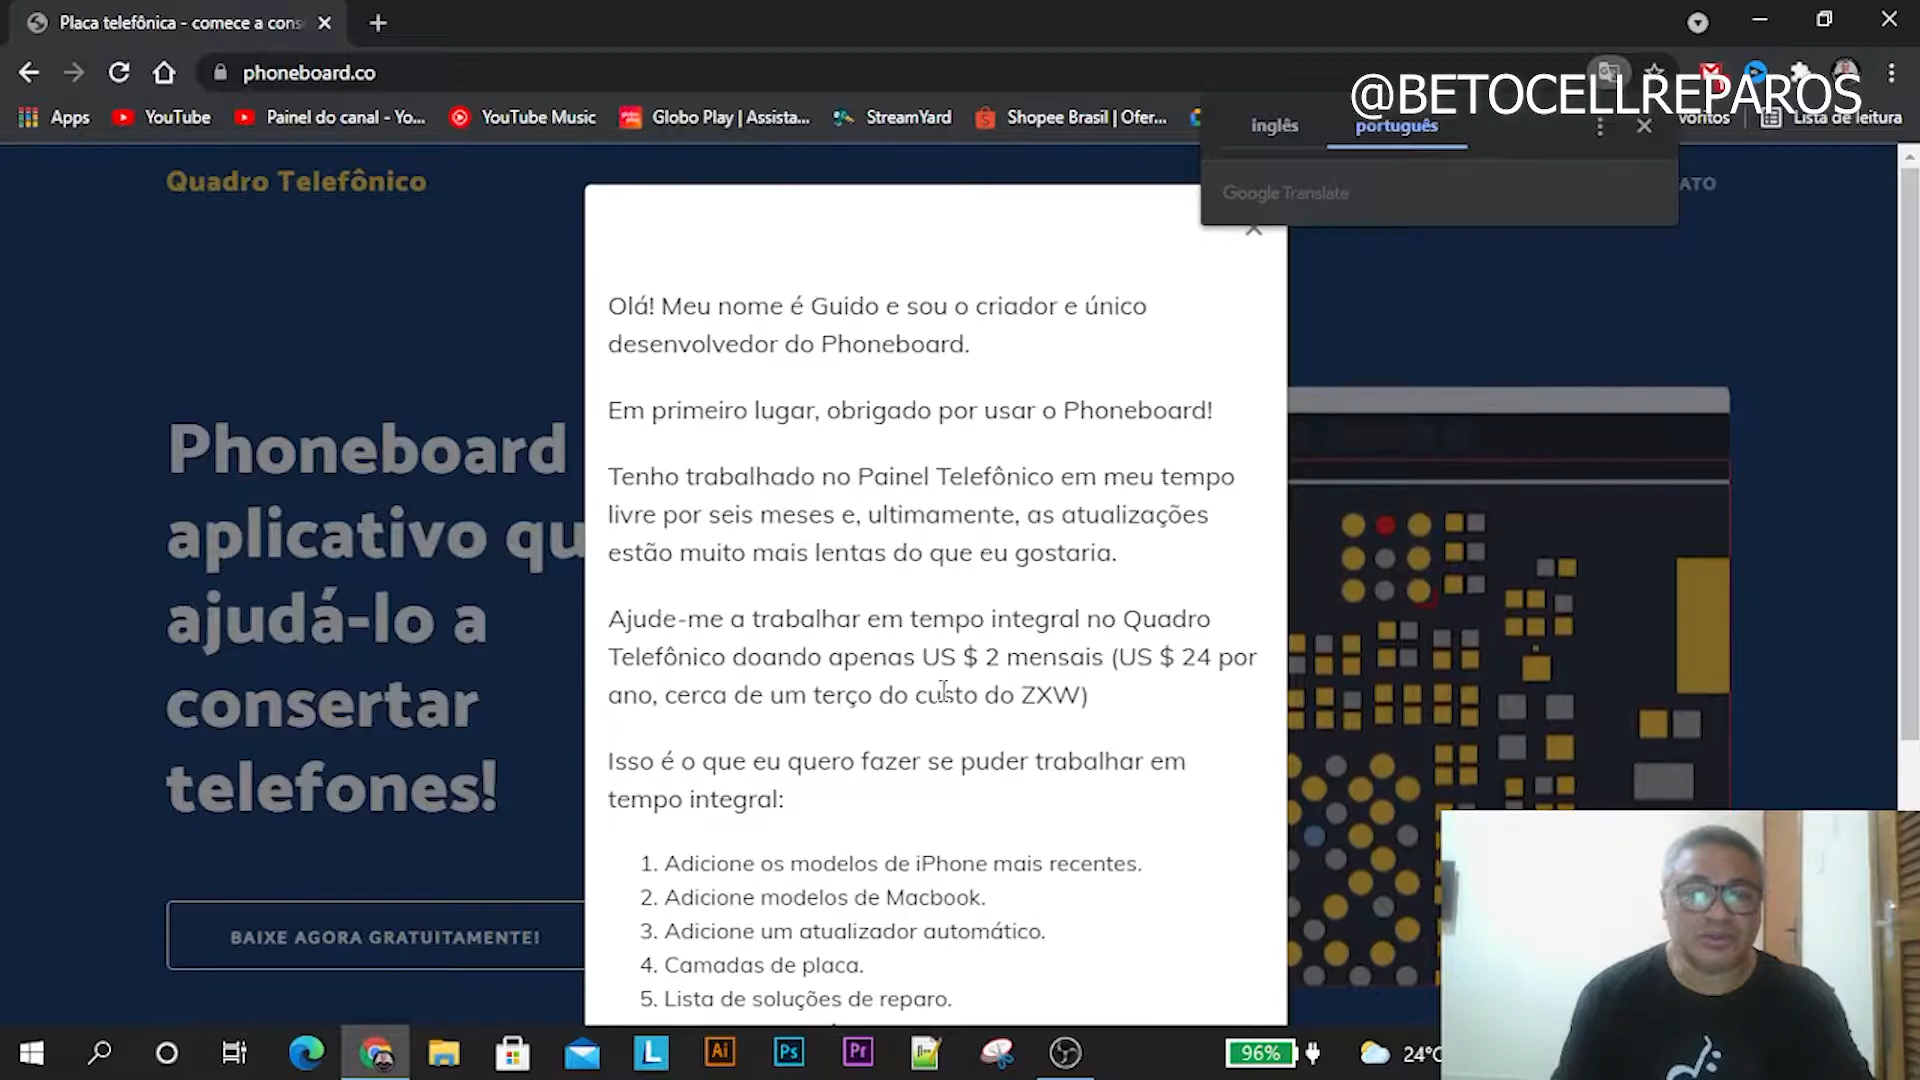 Placa telefônica - comece a cons
phoneboard.co
@BETOCELLREPAROS
Apps
YouTube
Painel do canal - Yo...
YouTube Music
Globo Play | Assista...
StreamYard
Shopee Brasil | Ofer...
inglês
português
voritos
Lista de leitura
Google Translate
Quadro Telefônico
ATO
Olá! Meu nome é Guido e sou o criador e único
desenvolvedor do Phoneboard.
Em primeiro lugar, obrigado por usar o Phoneboard!
Tenho trabalhado no Painel Telefônico em meu tempo
livre por seis meses e, ultimamente, as atualizações
estão muito mais lentas do que eu gostaria.
Ajude-me a trabalhar em tempo integral no Quadro
Telefônico doando apenas US $ 2 mensais (US $ 24 por
ano, cerca de um terço do custo do ZXW)
Isso é o que eu quero fazer se puder trabalhar em
tempo integral:
1. Adicione os modelos de iPhone mais recentes.
2. Adicione modelos de Macbook.
3. Adicione um atualizador automático.
4. Camadas de placa.
5. Lista de soluções de reparo.
Phoneboard
aplicativo qu
ajudá-lo a
consertar
telefones!
BAIXE AGORA GRATUITAMENTE!
L
Ai
Ps
Pr
96%
24°C